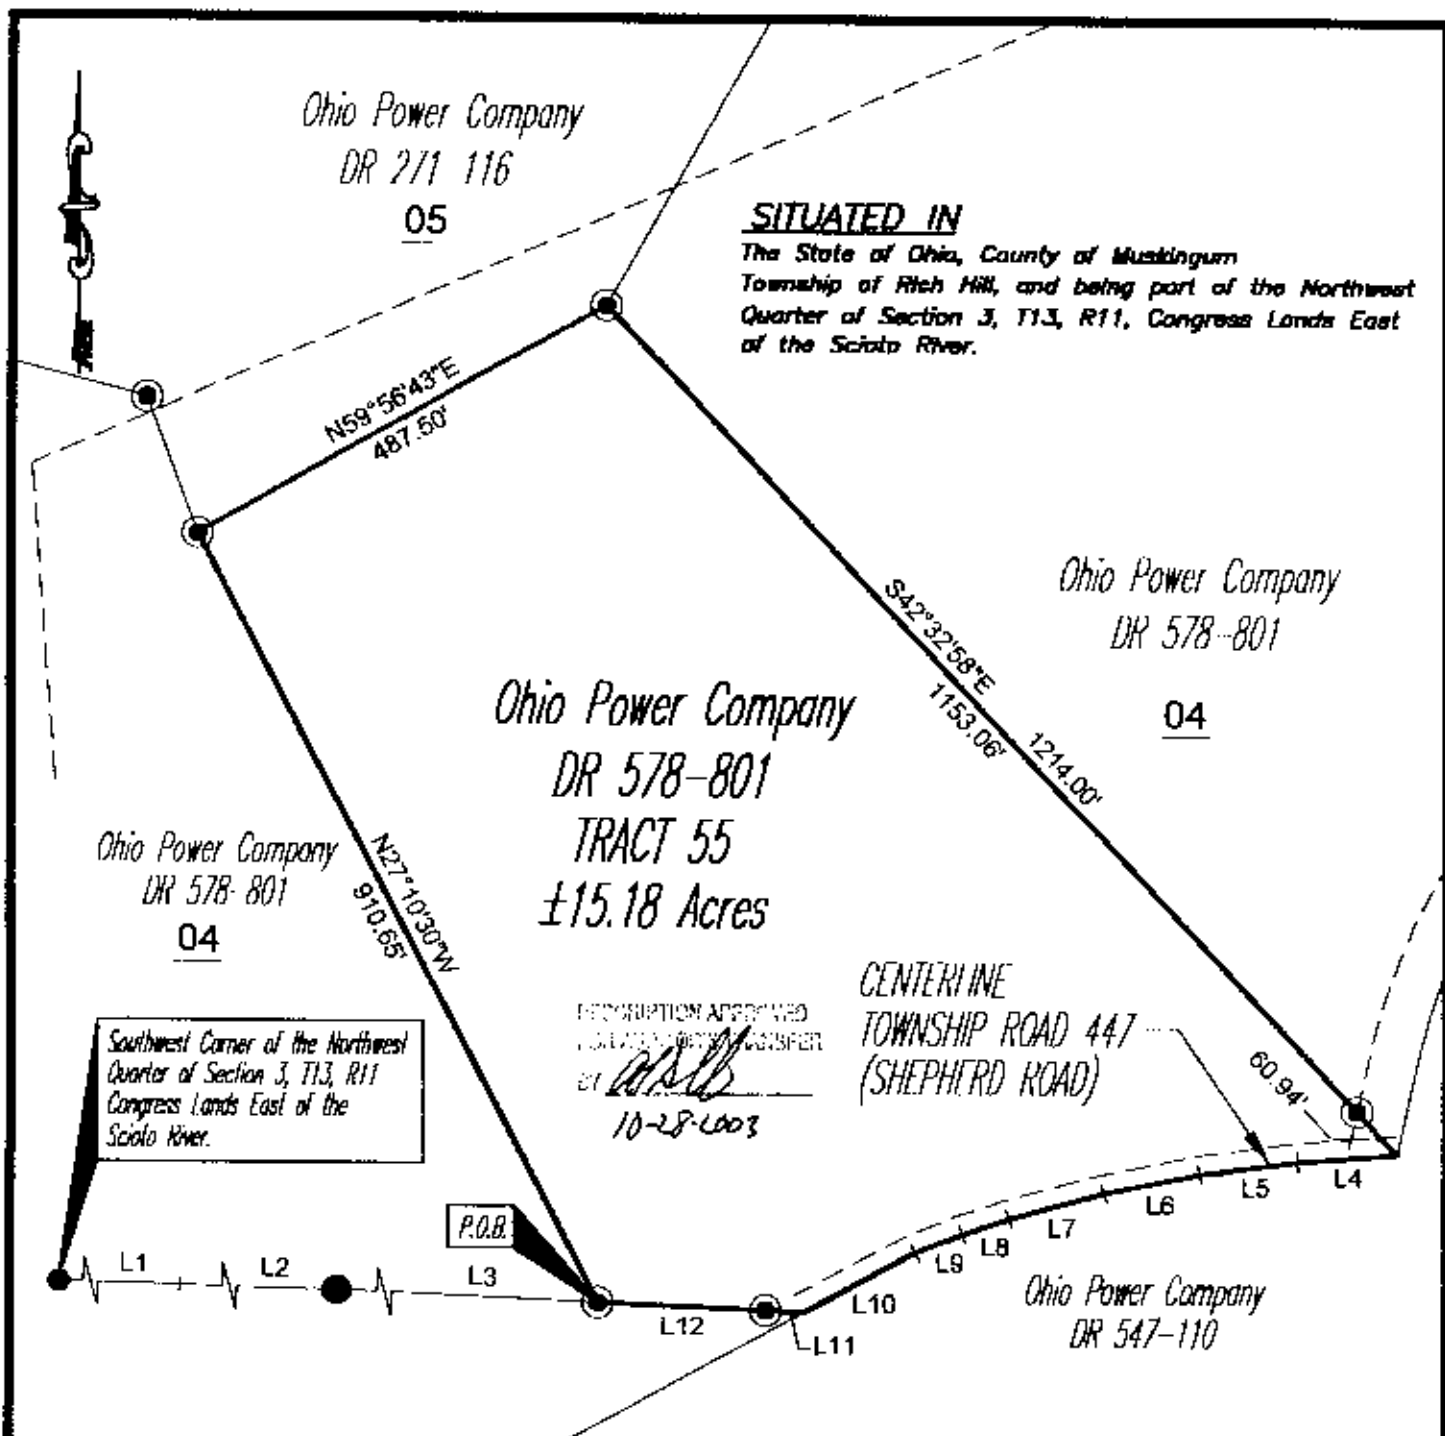 Ohio Power Company
DR 271 116
05
SITUATED IN
The State of Ohio, County of Muskingum
Township of Rich Hill, and being part of the Northwest
Quarter of Section 3, T13, R11, Congress Lands East
of the Scioto River.
N59°56'43"E
487.50'
S42°32'58"E
1153.06'
1214.00'
Ohio Power Company
DR 578-801
04
Ohio Power Company
DR 578-801
TRACT 55
±15.18 Acres
N27°10'30"W
910.65'
Ohio Power Company
DR 578-801
04
DESCRIPTION APPROVED
TRANSFER
BY
10-28-2003
CENTERLINE
TOWNSHIP ROAD 447
(SHEPHERD ROAD)
60.94'
Southwest Corner of the Northwest
Quarter of Section 3, T13, R11
Congress Lands East of the
Scioto River.
P.O.B.
L1
L2
L3
L12
L11
L10
L9
L8
L7
L6
L5
L4
Ohio Power Company
DR 547-110